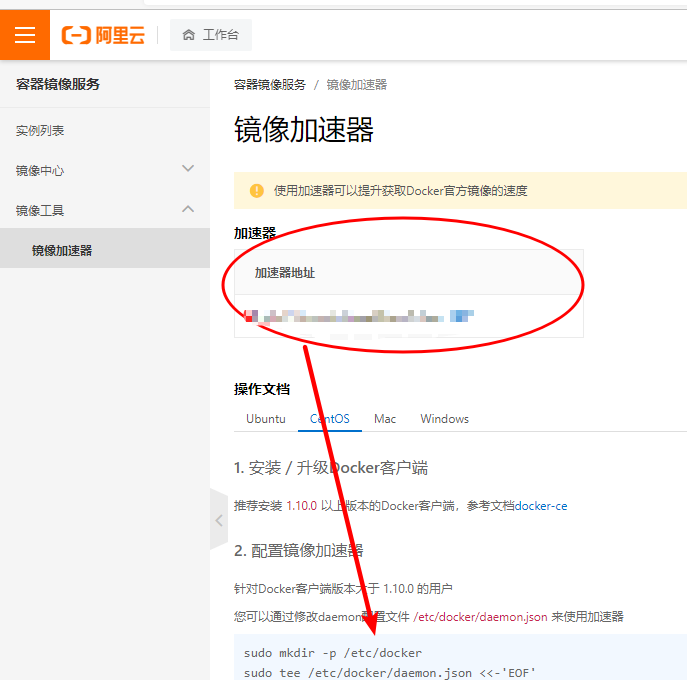 阿里云
工作台
容器镜像服务
实例列表
镜像中心
镜像工具
镜像加速器
容器镜像服务 / 镜像加速器
镜像加速器
使用加速器可以提升获取Docker官方镜像的速度
加速器
加速器地址
操作文档
Ubuntu CentOS Mac Windows
1. 安装 / 升级Docker客户端
推荐安装 1.10.0 以上版本的Docker客户端，参考文档docker-ce
2. 配置镜像加速器
针对Docker客户端版本大于 1.10.0 的用户
您可以通过修改daemon配置文件 /etc/docker/daemon.json 来使用加速器
sudo mkdir -p /etc/docker
sudo tee /etc/docker/daemon.json <<-'EOF'